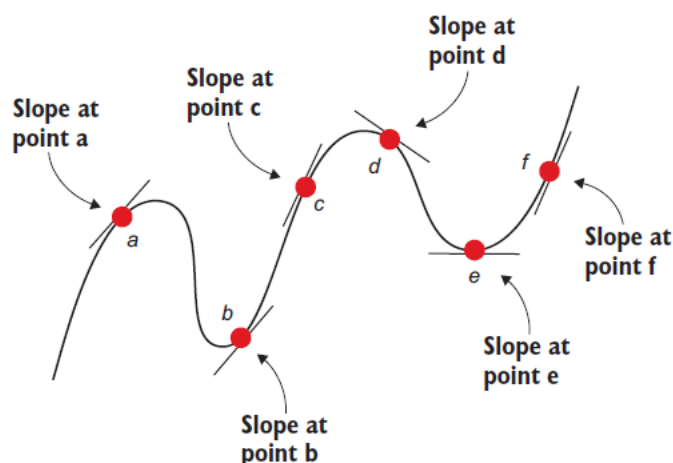 Slope at
point a
Slope at
point c
Slope at
point d
a
b
c
d
e
f
Slope at
point b
Slope at
point e
Slope at
point f